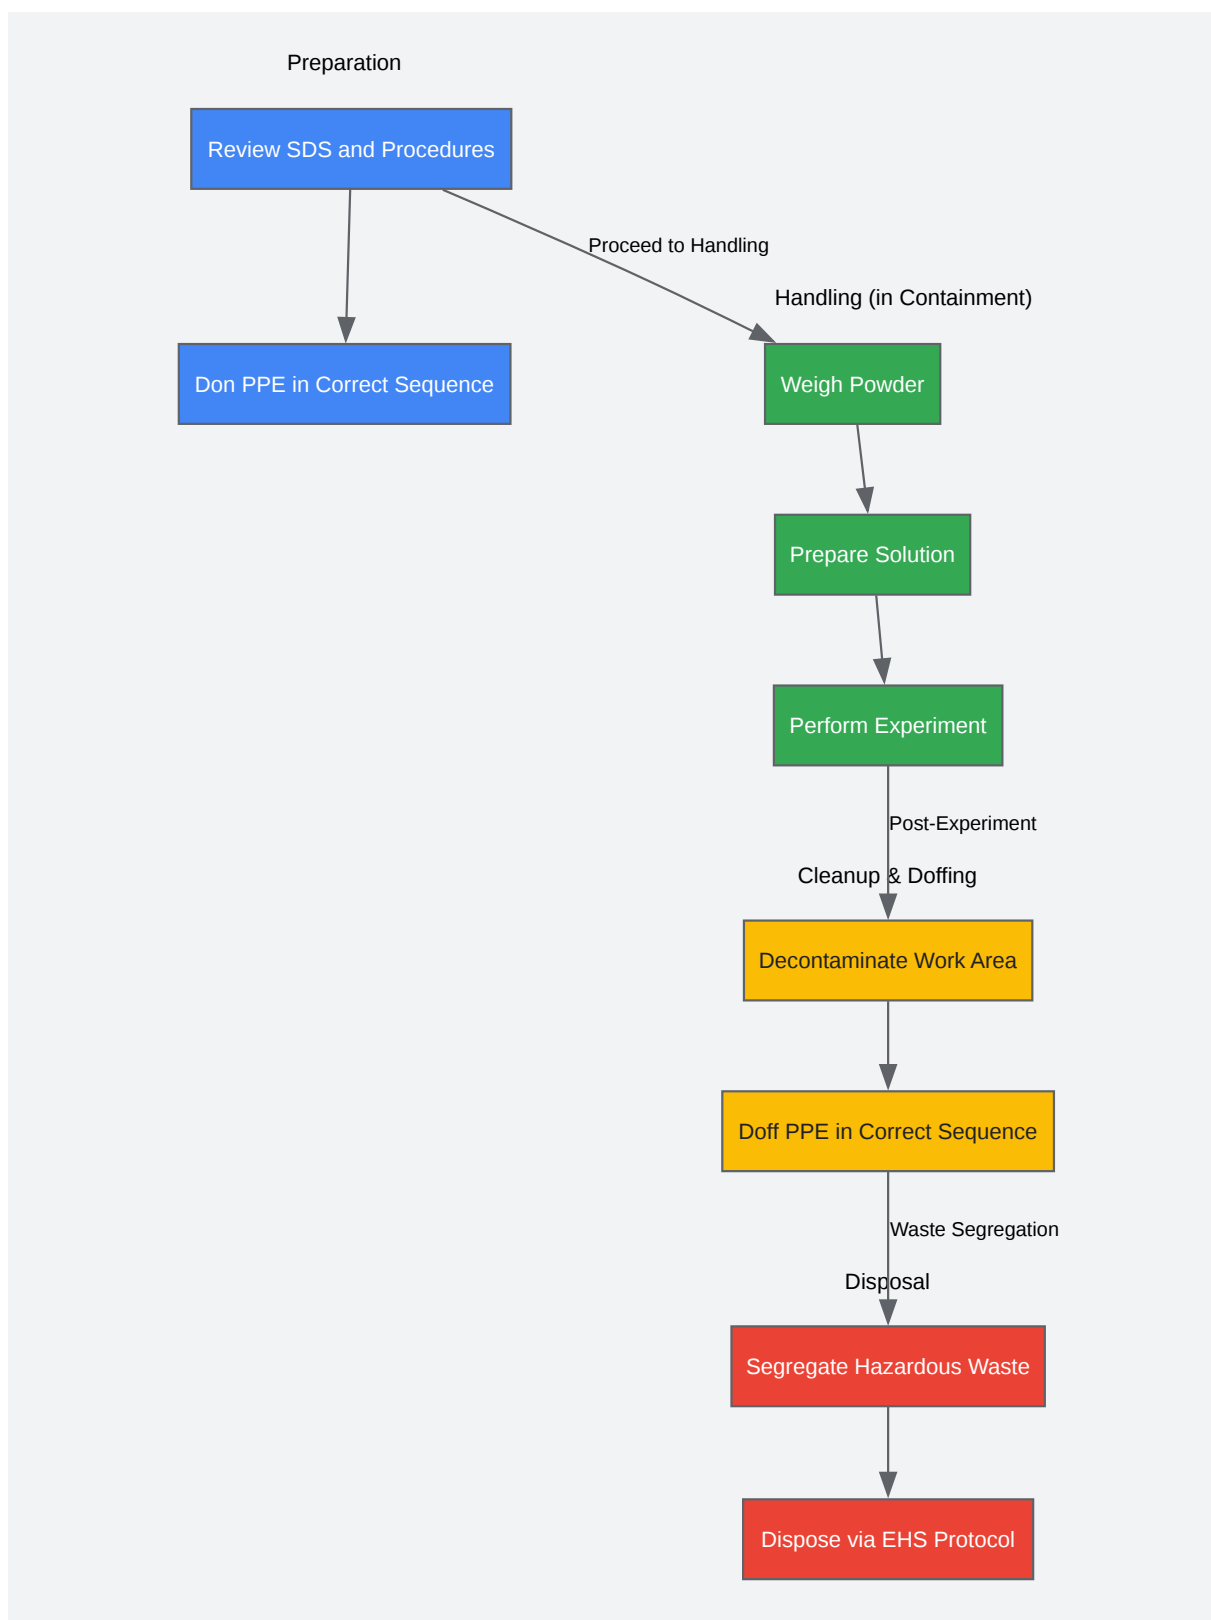 Preparation
Review SDS and Procedures
Proceed to Handling
Handling (in Containment)
Don PPE in Correct Sequence
Weigh Powder
Prepare Solution
Perform Experiment
Post-Experiment
Cleanup & Doffing
Decontaminate Work Area
Doff PPE in Correct Sequence
Waste Segregation
Disposal
Segregate Hazardous Waste
Dispose via EHS Protocol